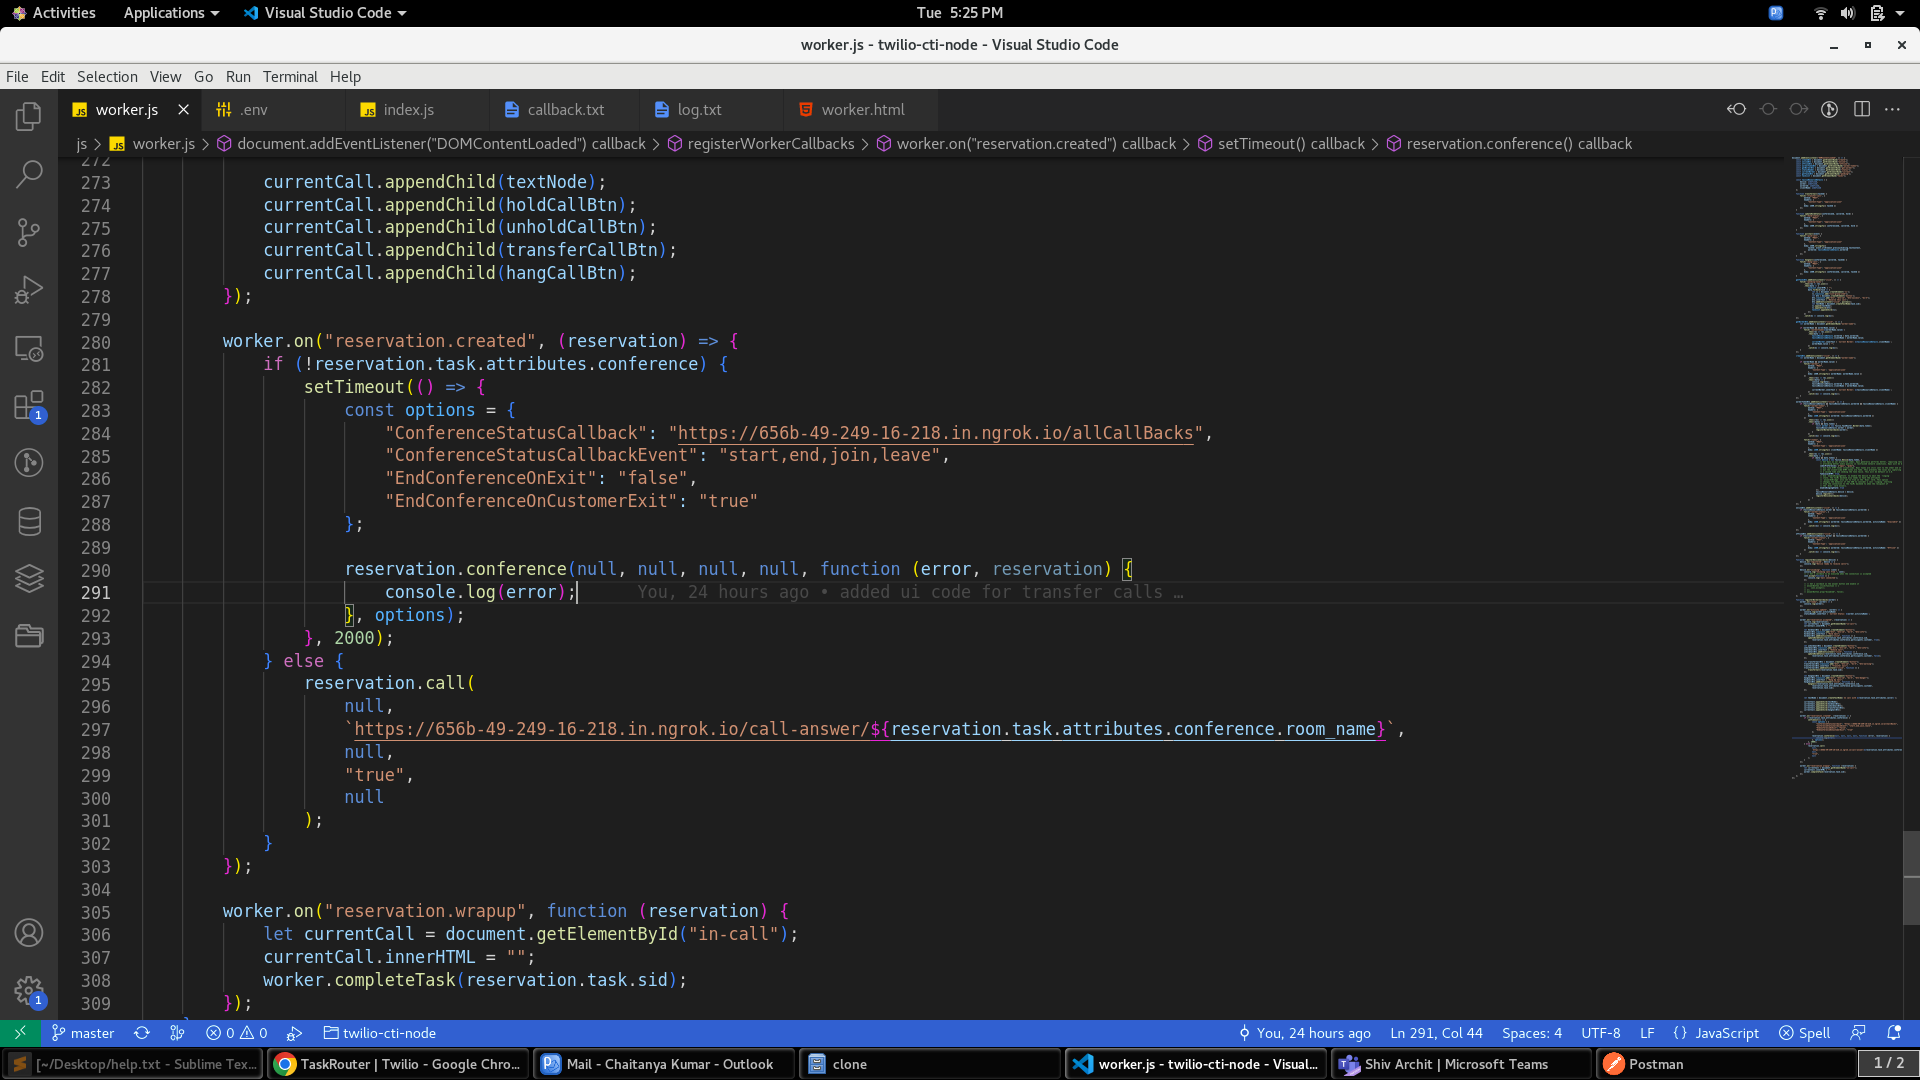 Activities Applications Visual Studio Code Tue 5:25 PM
worker.js - twilio-cti-node - Visual Studio Code
File Edit Selection View Go Run Terminal Help
worker.js .env index.js callback.txt log.txt worker.html
js > worker.js > document.addEventListener("DOMContentLoaded") callback > registerWorkerCallbacks > worker.on("reservation.created") callback > setTimeout() callback > reservation.conference() callback
272
273 currentCall.appendChild(textNode);
274 currentCall.appendChild(holdCallBtn);
275 currentCall.appendChild(unholdCallBtn);
276 currentCall.appendChild(transferCallBtn);
277 currentCall.appendChild(hangCallBtn);
278 });
279
280 worker.on("reservation.created", (reservation) => {
281 if (!reservation.task.attributes.conference) {
282 setTimeout(() => {
283 const options = {
284 "ConferenceStatusCallback": "https://656b-49-249-16-218.in.ngrok.io/allCallBacks",
285 "ConferenceStatusCallbackEvent": "start,end,join,leave",
286 "EndConferenceOnExit": "false",
287 "EndConferenceOnCustomerExit": "true"
288 };
289
290 reservation.conference(null, null, null, null, function (error, reservation) {
291 console.log(error); You, 24 hours ago • added ui code for transfer calls …
292 }, options);
293 }, 2000);
294 } else {
295 reservation.call(
296 null,
297 `https://656b-49-249-16-218.in.ngrok.io/call-answer/${reservation.task.attributes.conference.room_name}`,
298 null,
299 "true",
300 null
301 );
302 }
303 });
304
305 worker.on("reservation.wrapup", function (reservation) {
306 let currentCall = document.getElementById("in-call");
307 currentCall.innerHTML = "";
308 worker.completeTask(reservation.task.sid);
309 });
1
1
master 0 0 twilio-cti-node You, 24 hours ago Ln 291, Col 44 Spaces: 4 UTF-8 LF {} JavaScript Spell
[~/Desktop/help.txt - Sublime Tex... TaskRouter | Twilio - Google Chro... Mail - Chaitanya Kumar - Outlook clone worker.js - twilio-cti-node - Visual... Shiv Archit | Microsoft Teams Postman 1 / 2